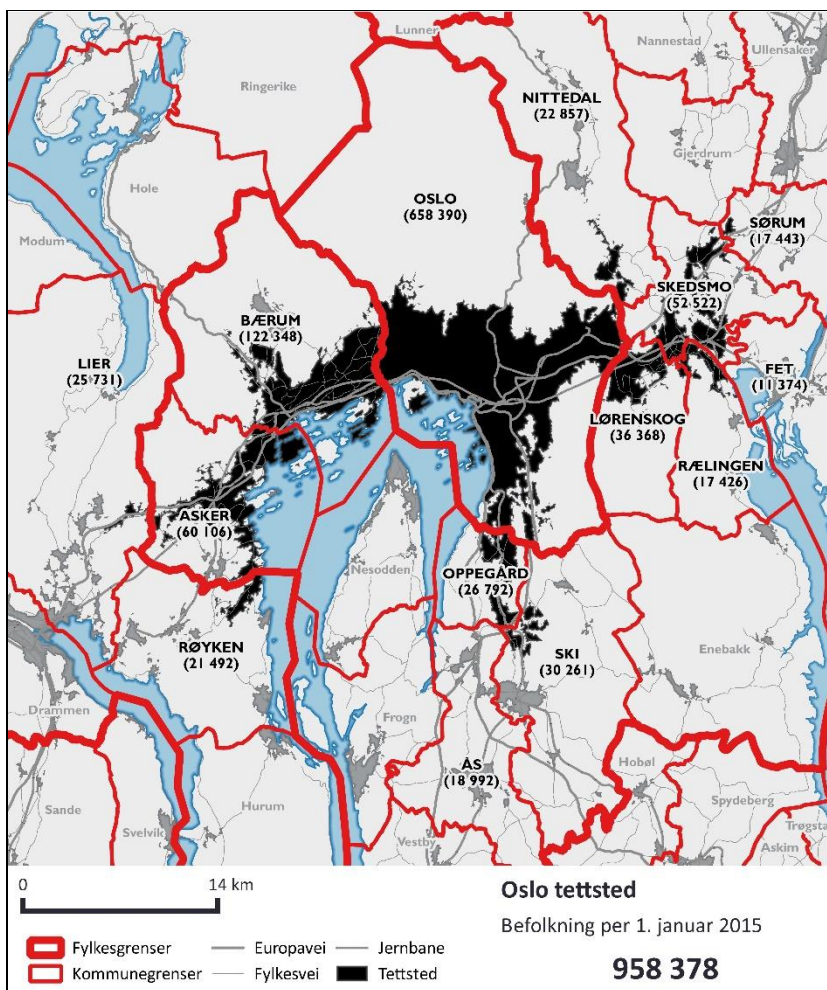 Lunner
Nannestad
Ullensaker
Ringerike
NITTEDAL
(22 857)
Gjerdrum
Hole
OSLO
(658 390)
Modum
SØRUM
(17 443)
SKEDSMO
(52 522)
BÆRUM
(122 348)
LIER
(25 731)
FET
(11 374)
LØRENSKOG
(36 368)
RÆLINGEN
(17 426)
ASKER
(60 106)
Nesodden
OPPEGÅRD
(26 792)
RØYKEN
(21 492)
SKI
(30 261)
Enebakk
Drammen
Frogn
ÅS
(18 992)
Hobøl
Sande
Hurum
Spydeberg
Svelvik
Vestby
Trøgsta
Askim
0 14 km
Oslo tettsted
Befolkning per 1. januar 2015
958 378
Fylkesgrenser Europavei Jernbane
Kommunegrenser Fylkesvei Tettsted